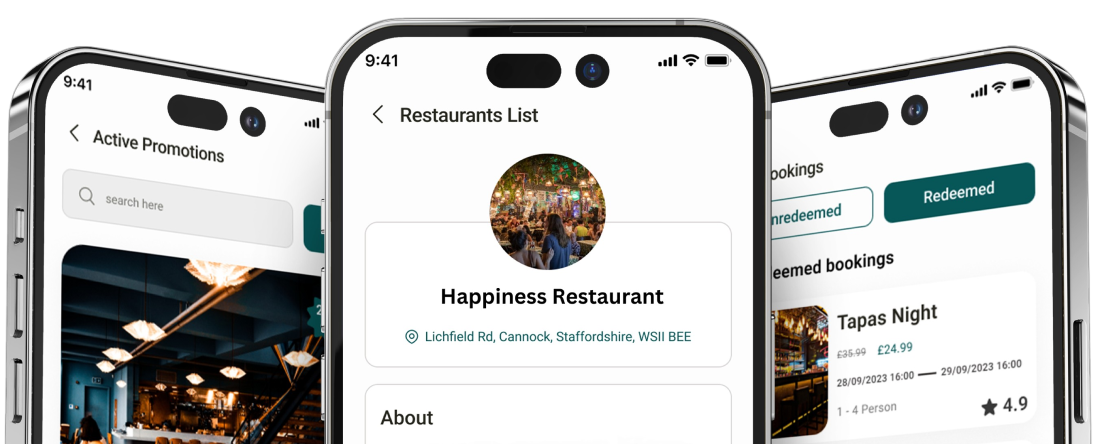 9:41
Active Promotions
search here
9:41
Restaurants List
Happiness Restaurant
Lichfield Rd, Cannock, Staffordshire, WSII BEE
About
ookings
nredeemed
Redeemed
eemed bookings
Tapas Night
£35.99 £24.99
28/09/2023 16:00 — 29/09/2023 16:00
1 - 4 Person
4.9